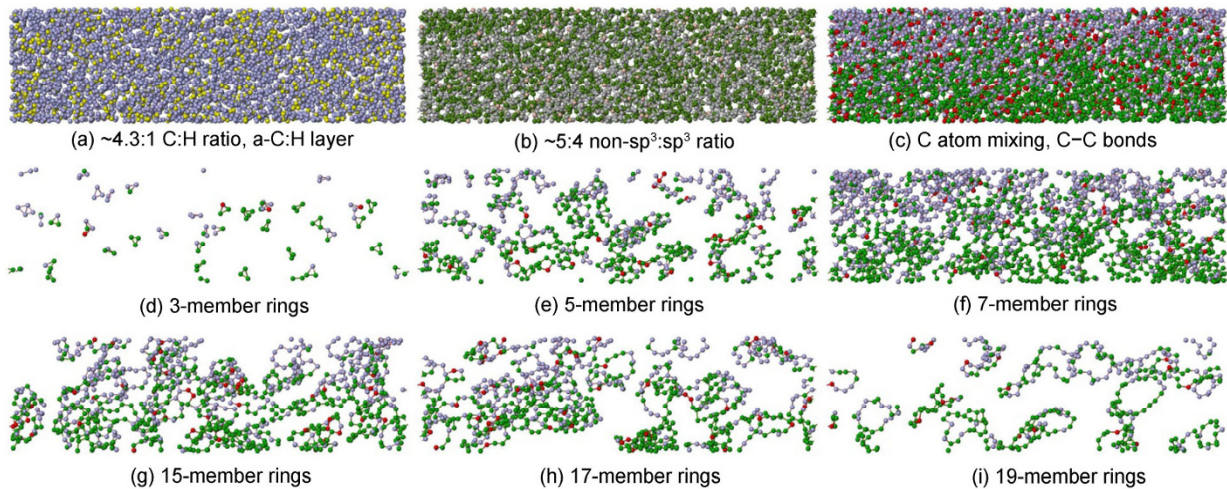 (a) ~4.3:1 C:H ratio, a-C:H layer
(b) ~5:4 non-sp³:sp³ ratio
(c) C atom mixing, C−C bonds
(d) 3-member rings
(e) 5-member rings
(f) 7-member rings
(g) 15-member rings
(h) 17-member rings
(i) 19-member rings